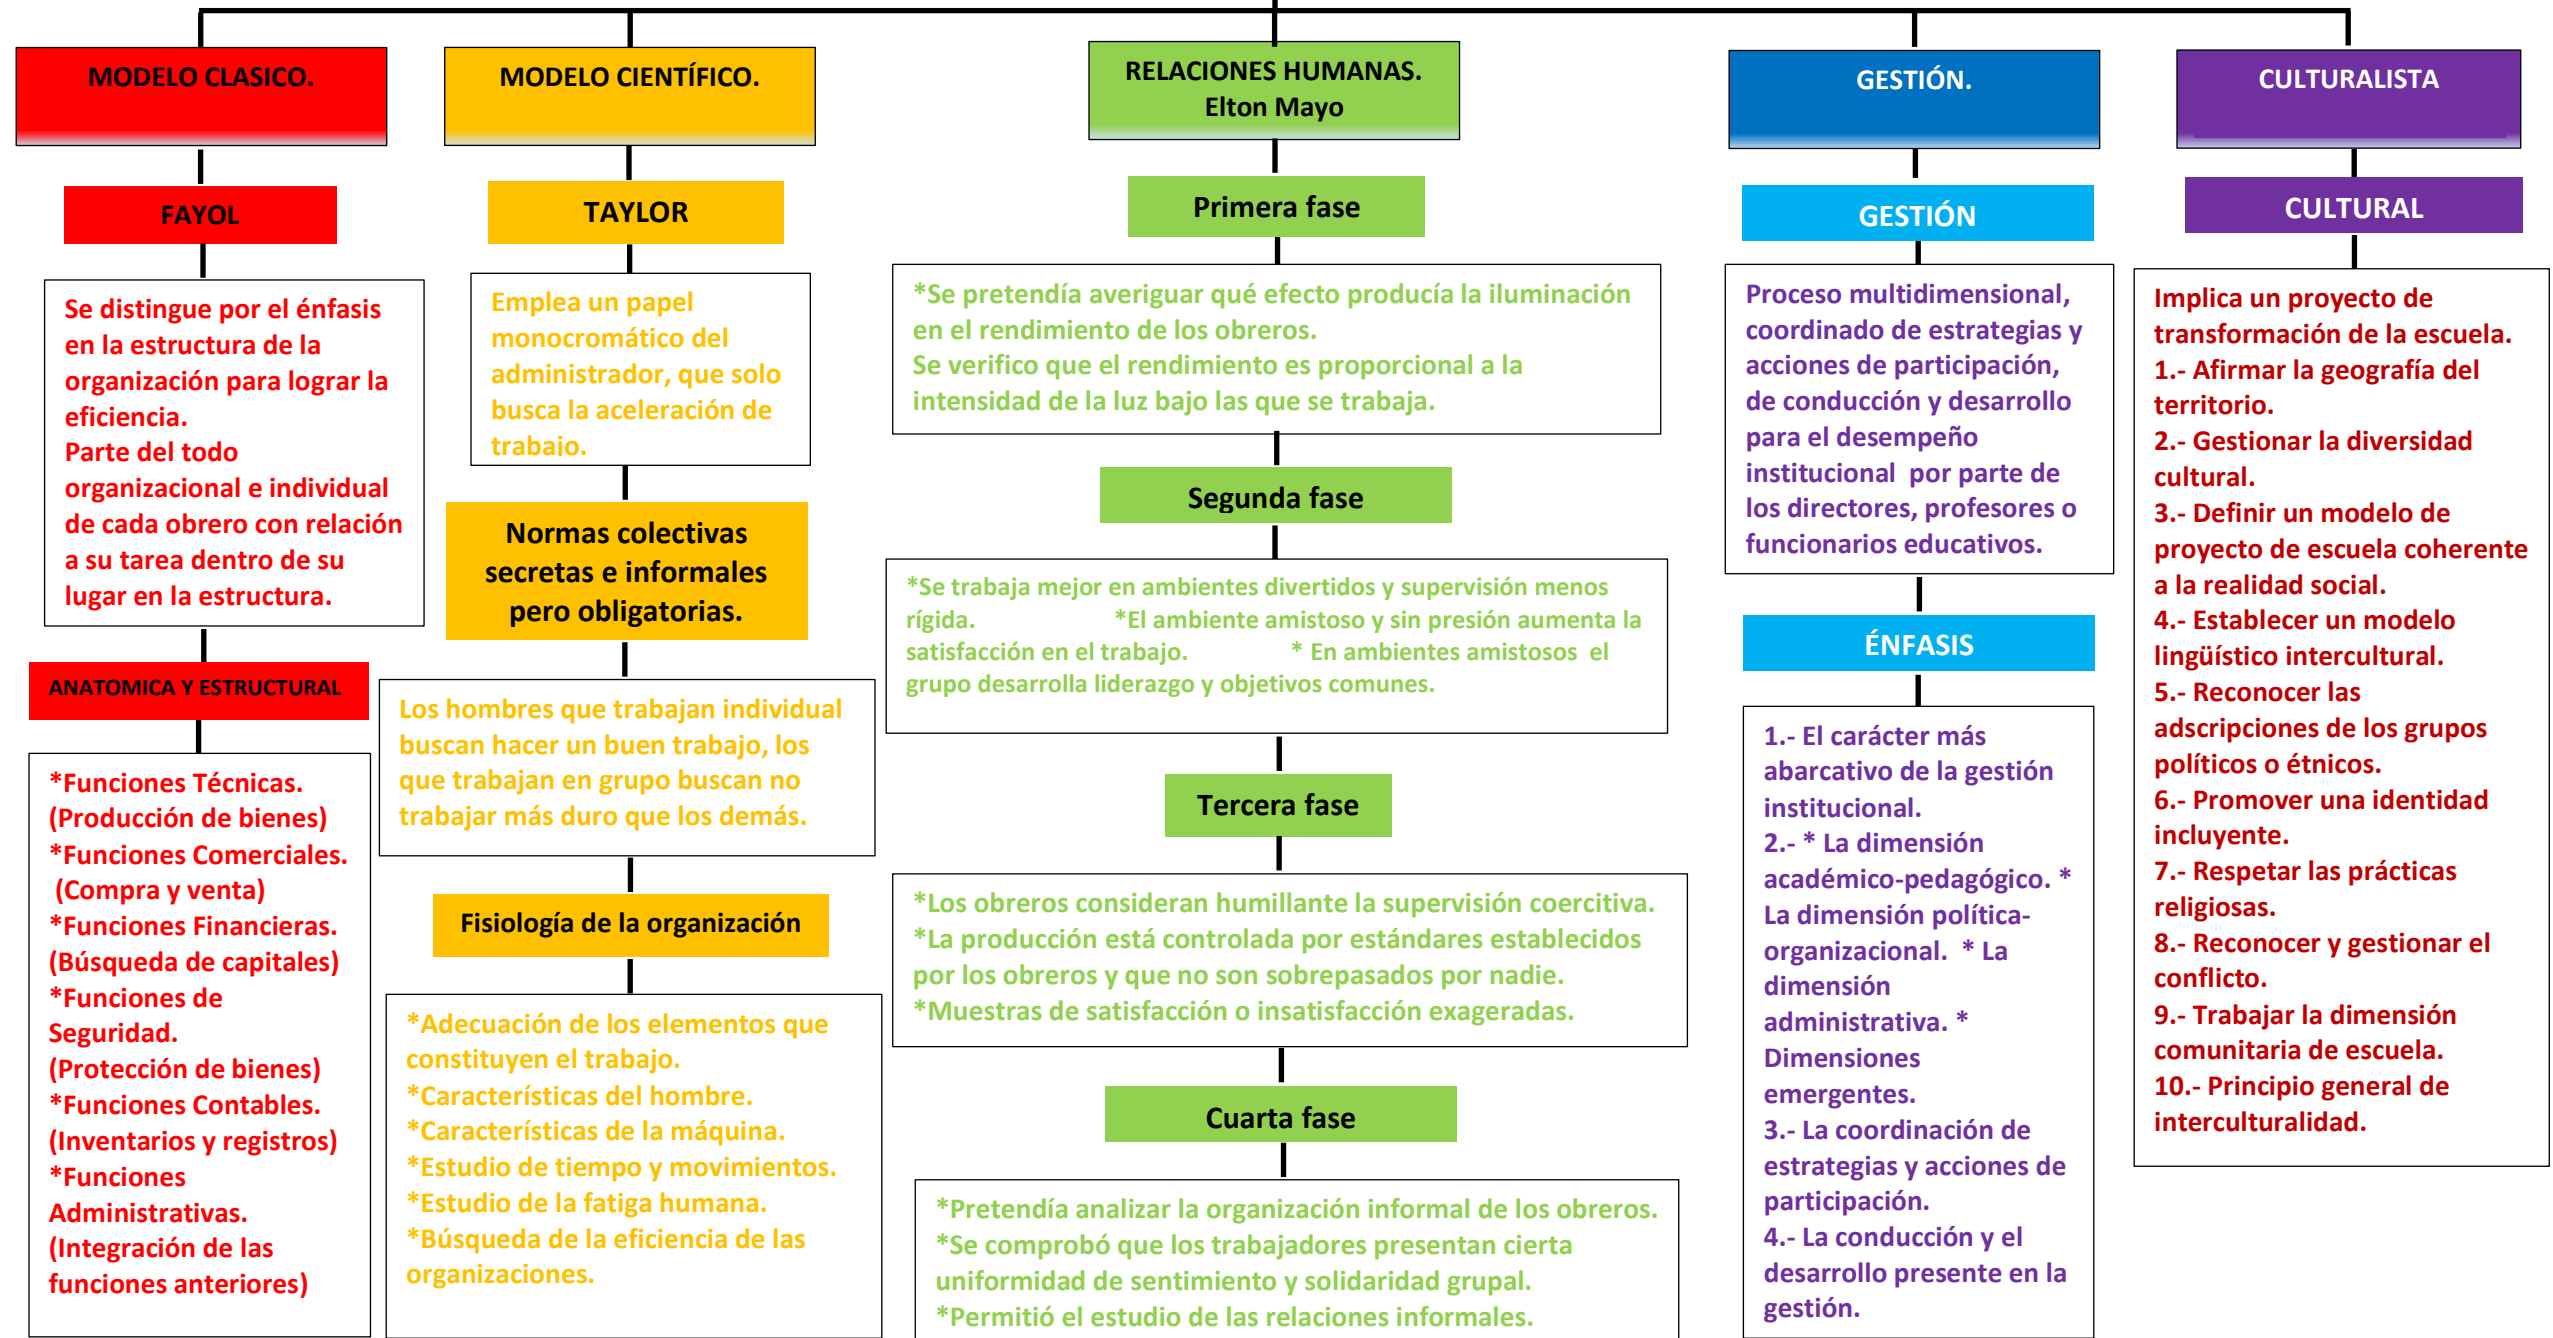 MODELO CLASICO.
FAYOL
Se distingue por el énfasis
en la estructura de la
organización para lograr la
eficiencia.
Parte del todo
organizacional e individual
de cada obrero con relación
a su tarea dentro de su
lugar en la estructura.
ANATOMICA Y ESTRUCTURAL
*Funciones Técnicas.
(Producción de bienes)
*Funciones Comerciales.
(Compra y venta)
*Funciones Financieras.
(Búsqueda de capitales)
*Funciones de
Seguridad.
(Protección de bienes)
*Funciones Contables.
(Inventarios y registros)
*Funciones
Administrativas.
(Integración de las
funciones anteriores)
MODELO CIENTÍFICO.
TAYLOR
Emplea un papel
monocromático del
administrador, que solo
busca la aceleración de
trabajo.
Normas colectivas
secretas e informales
pero obligatorias.
Los hombres que trabajan individual
buscan hacer un buen trabajo, los
que trabajan en grupo buscan no
trabajar más duro que los demás.
Fisiología de la organización
*Adecuación de los elementos que
constituyen el trabajo.
*Características del hombre.
*Características de la máquina.
*Estudio de tiempo y movimientos.
*Estudio de la fatiga humana.
*Búsqueda de la eficiencia de las
organizaciones.
RELACIONES HUMANAS.
Elton Mayo
Primera fase
*Se pretendía averiguar qué efecto producía la iluminación
en el rendimiento de los obreros.
Se verifico que el rendimiento es proporcional a la
intensidad de la luz bajo las que se trabaja.
Segunda fase
*Se trabaja mejor en ambientes divertidos y supervisión menos
rígida. *El ambiente amistoso y sin presión aumenta la
satisfacción en el trabajo. * En ambientes amistosos el
grupo desarrolla liderazgo y objetivos comunes.
Tercera fase
*Los obreros consideran humillante la supervisión coercitiva.
*La producción está controlada por estándares establecidos
por los obreros y que no son sobrepasados por nadie.
*Muestras de satisfacción o insatisfacción exageradas.
Cuarta fase
*Pretendía analizar la organización informal de los obreros.
*Se comprobó que los trabajadores presentan cierta
uniformidad de sentimiento y solidaridad grupal.
*Permitió el estudio de las relaciones informales.
GESTIÓN.
GESTIÓN
Proceso multidimensional,
coordinado de estrategias y
acciones de participación,
de conducción y desarrollo
para el desempeño
institucional por parte de
los directores, profesores o
funcionarios educativos.
ÉNFASIS
1.- El carácter más
abarcativo de la gestión
institucional.
2.- * La dimensión
académico-pedagógico. *
La dimensión política-
organizacional. * La
dimensión
administrativa. *
Dimensiones
emergentes.
3.- La coordinación de
estrategias y acciones de
participación.
4.- La conducción y el
desarrollo presente en la
gestión.
CULTURALISTA
CULTURAL
Implica un proyecto de
transformación de la escuela.
1.- Afirmar la geografía del
territorio.
2.- Gestionar la diversidad
cultural.
3.- Definir un modelo de
proyecto de escuela coherente
a la realidad social.
4.- Establecer un modelo
lingüístico intercultural.
5.- Reconocer las
adscripciones de los grupos
políticos o étnicos.
6.- Promover una identidad
incluyente.
7.- Respetar las prácticas
religiosas.
8.- Reconocer y gestionar el
conflicto.
9.- Trabajar la dimensión
comunitaria de escuela.
10.- Principio general de
interculturalidad.